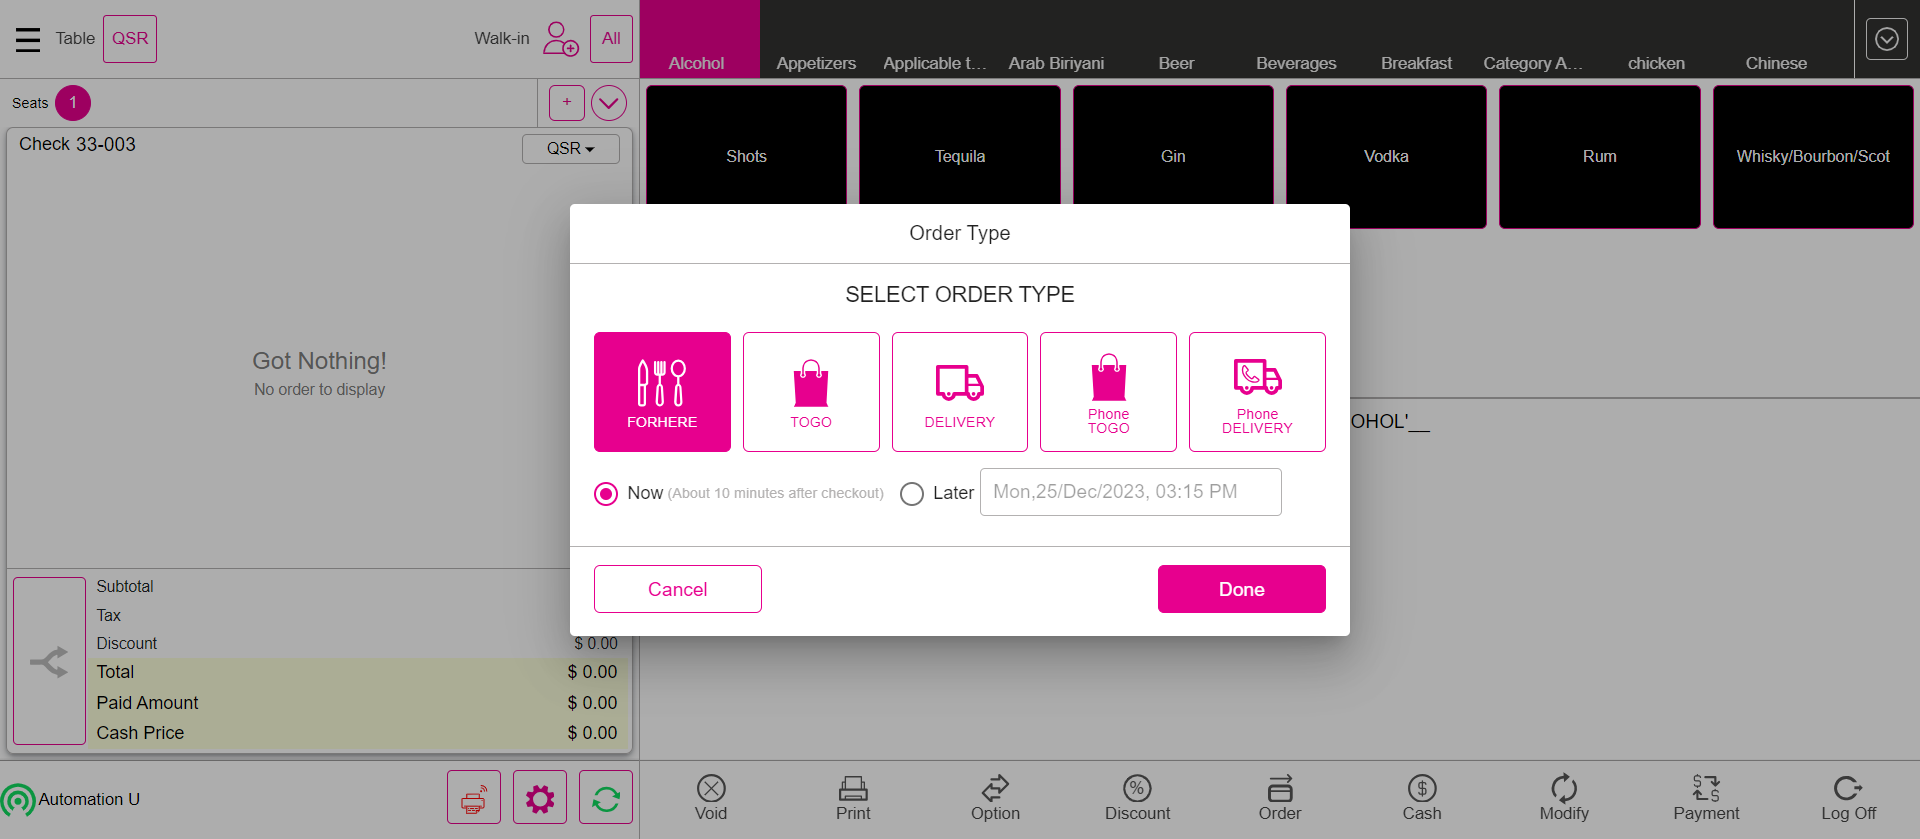 Table QSR Walk-in All
Alcohol Appetizers Applicable t... Arab Biriyani Beer Beverages Breakfast Category A... chicken Chinese
Seats 1 +
Check 33-003 QSR
Shots Tequila Gin Vodka Rum Whisky/Bourbon/Scot
Order Type
SELECT ORDER TYPE
FORHERE
TOGO
DELIVERY
Phone
TOGO
Phone
DELIVERY
Got Nothing!
No order to display
OHOL'__
Now (About 10 minutes after checkout) Later Mon,25/Dec/2023, 03:15 PM
Cancel Done
Subtotal
Tax
Discount $ 0.00
Total $ 0.00
Paid Amount $ 0.00
Cash Price $ 0.00
Automation U
Void Print Option Discount Order Cash Modify Payment Log Off